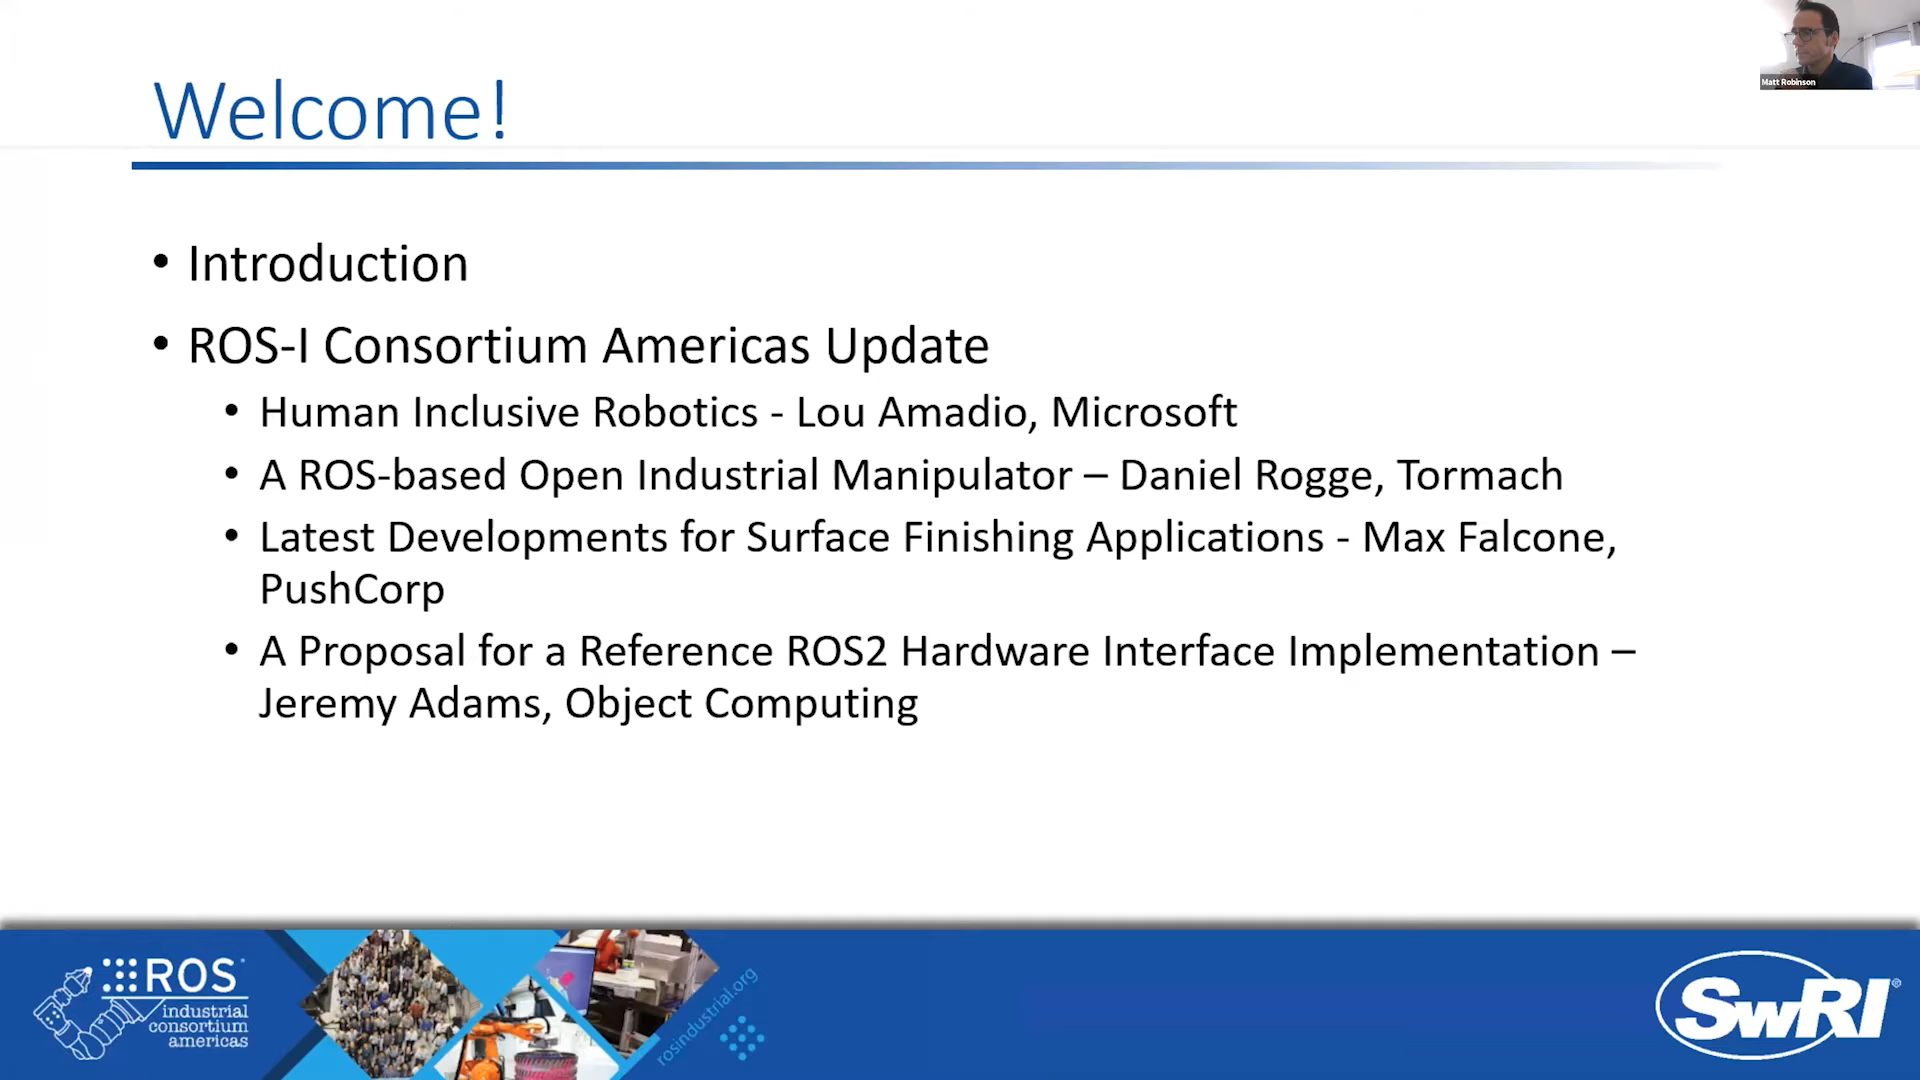 Matt Robinson
Welcome!
• Introduction
• ROS-I Consortium Americas Update
• Human Inclusive Robotics - Lou Amadio, Microsoft
• A ROS-based Open Industrial Manipulator – Daniel Rogge, Tormach
• Latest Developments for Surface Finishing Applications - Max Falcone,
PushCorp
• A Proposal for a Reference ROS2 Hardware Interface Implementation –
Jeremy Adams, Object Computing
ROS
industrial
consortium
americas
rosindustrial.org
SwRI®